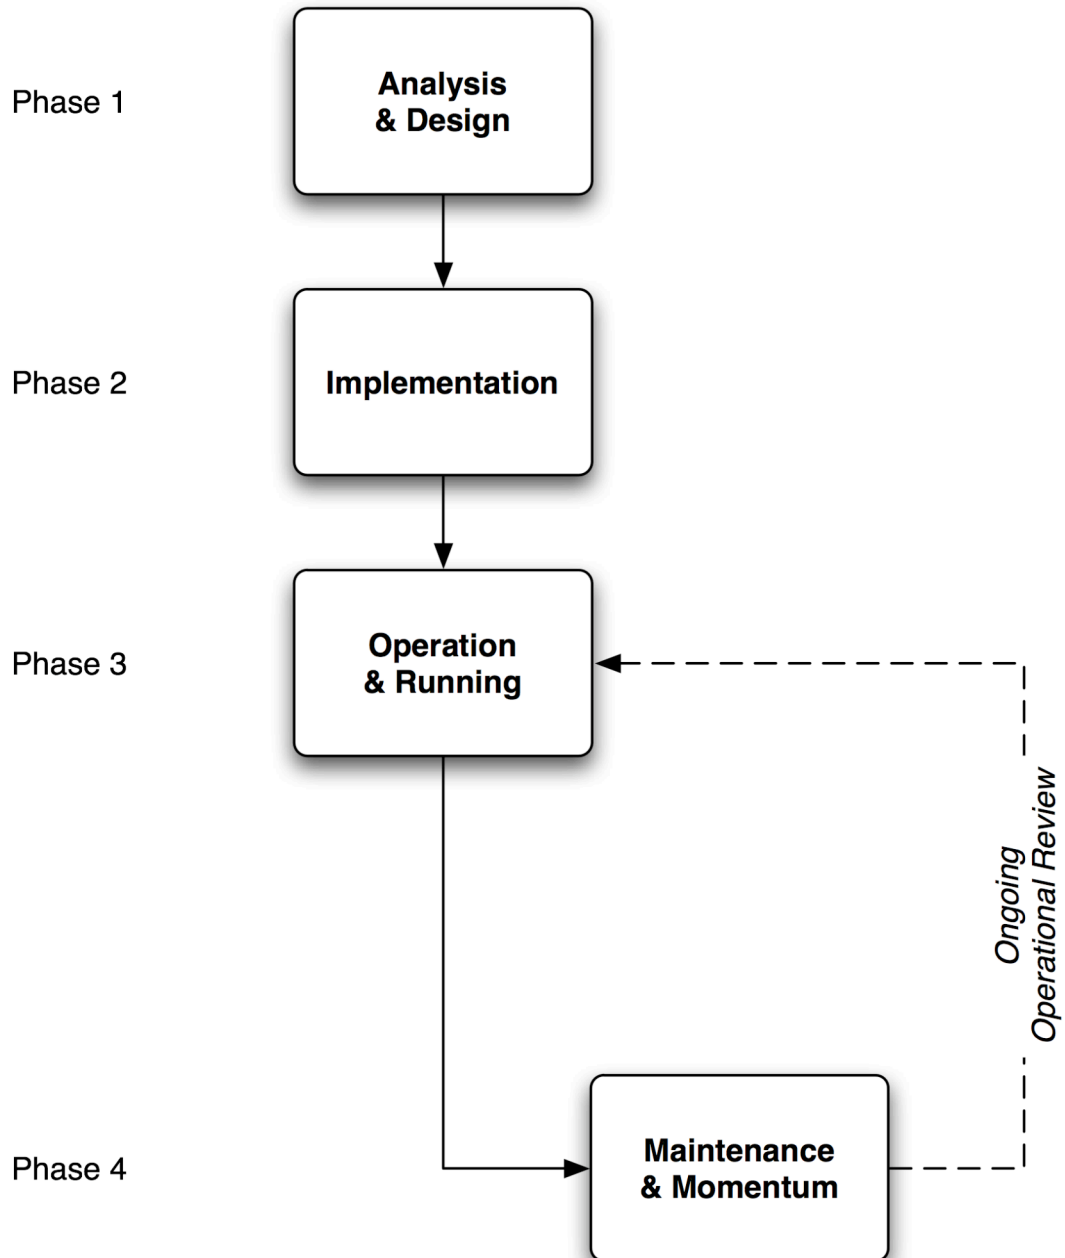 Phase 1
Analysis
& Design
Phase 2
Implementation
Phase 3
Operation
& Running
Ongoing
Operational Review
Phase 4
Maintenance
& Momentum